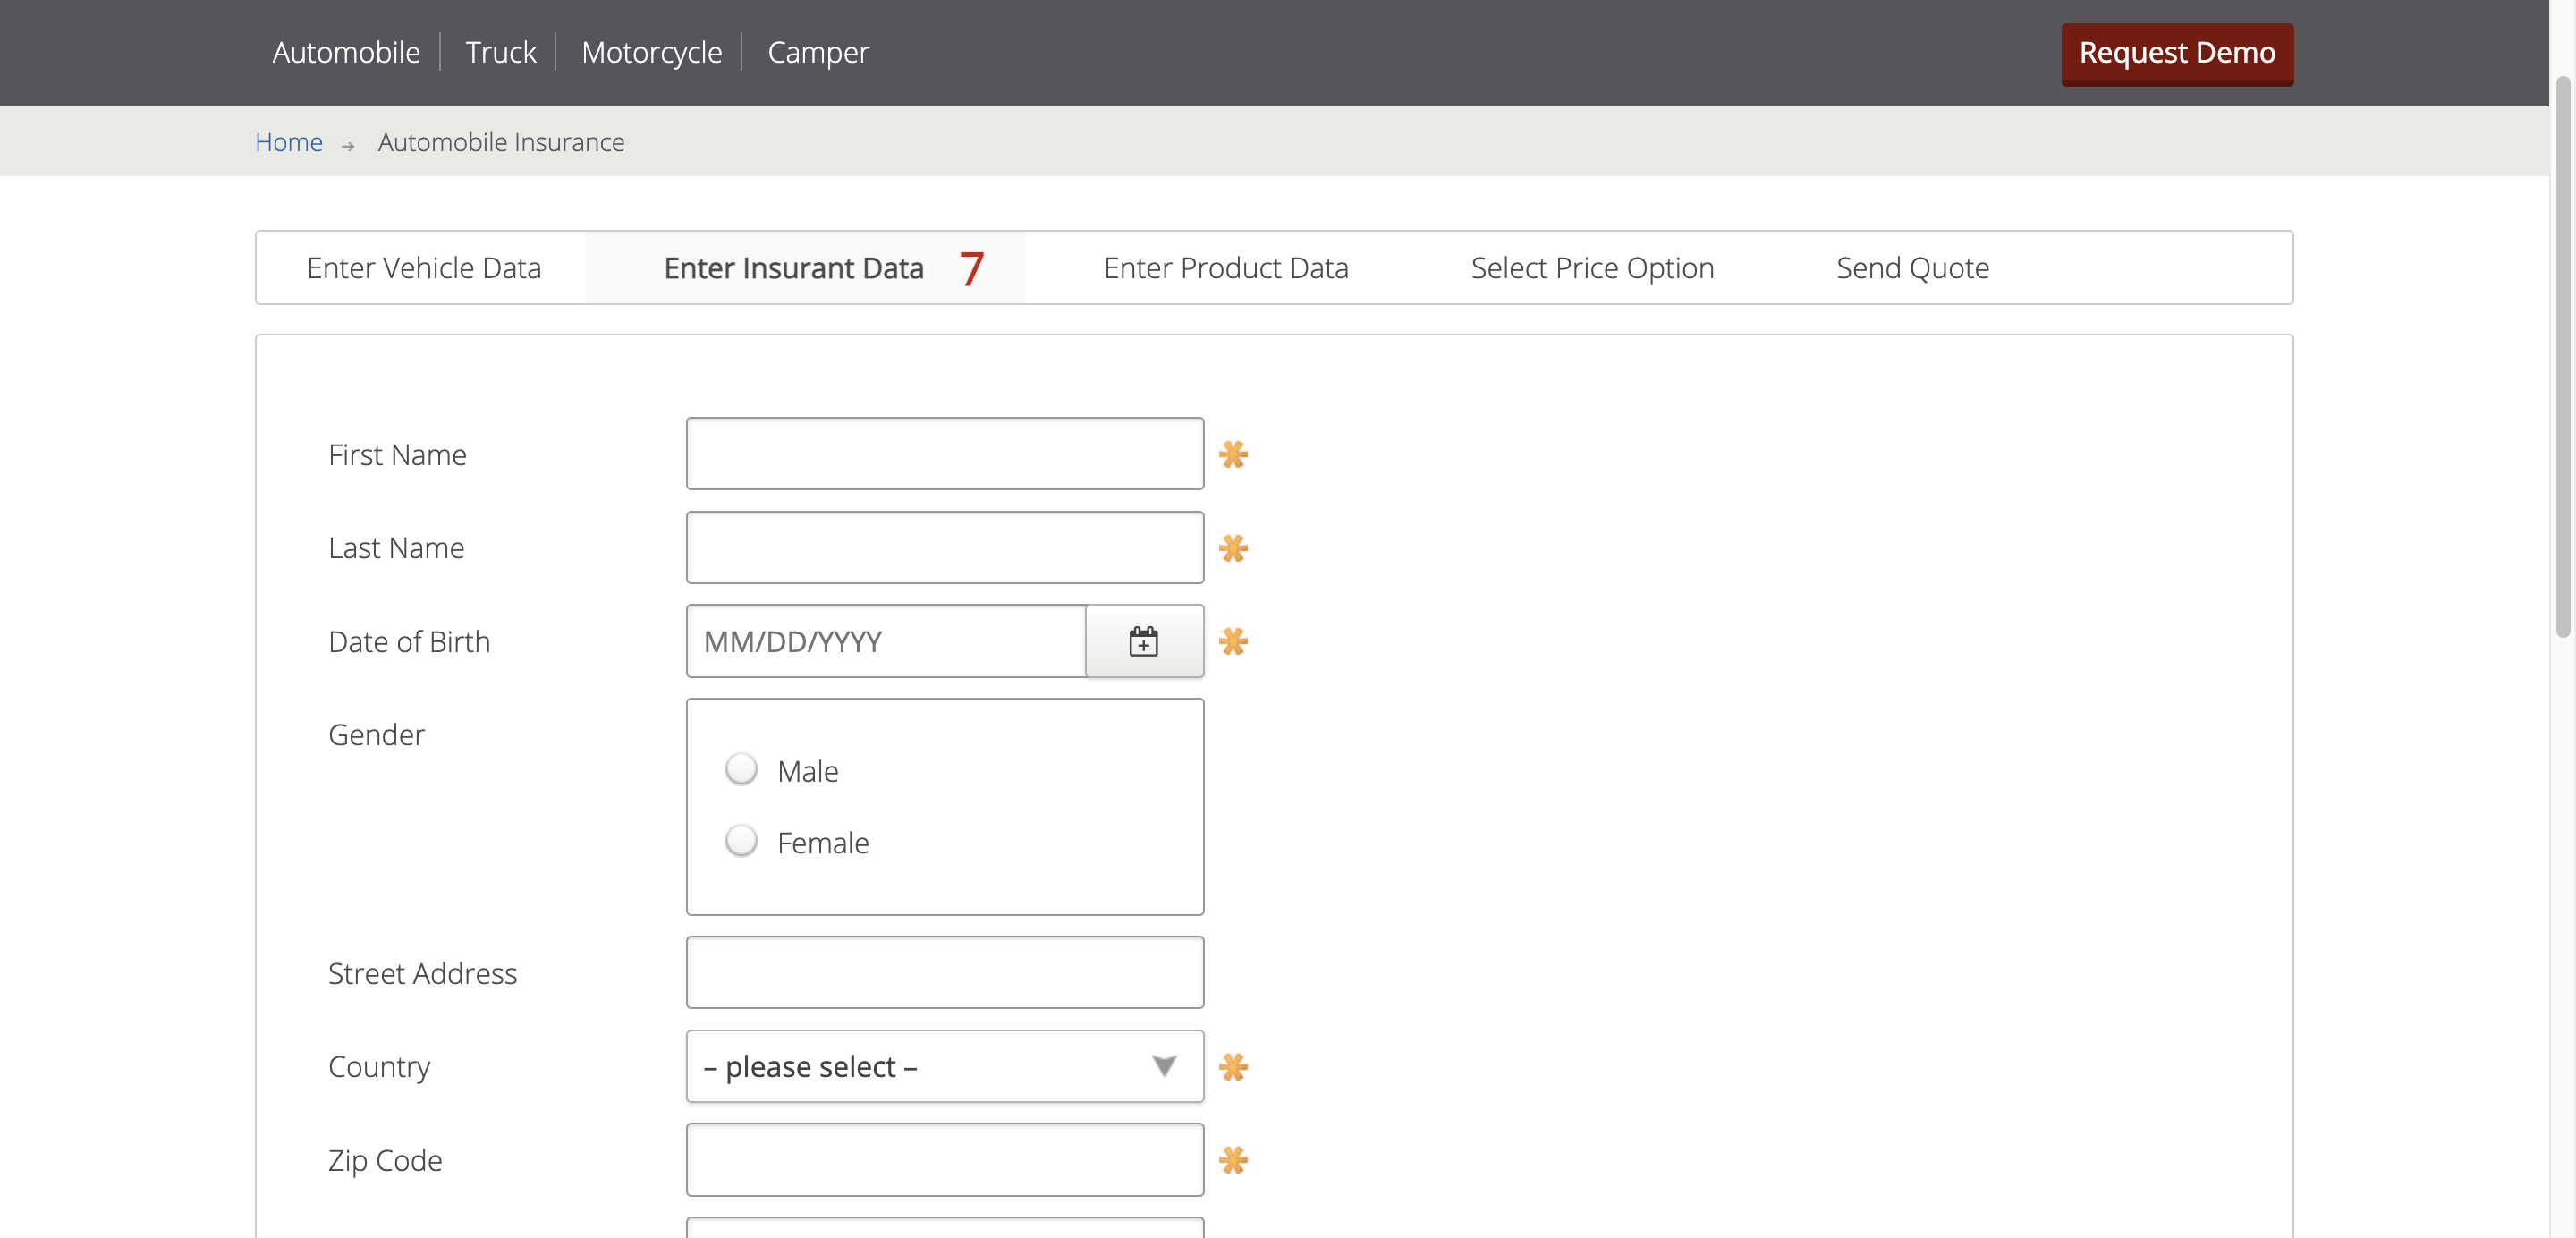 Automobile Truck Motorcycle Camper Request Demo
Home → Automobile Insurance
Enter Vehicle Data Enter Insurant Data 7 Enter Product Data Select Price Option Send Quote
First Name
Last Name
Date of Birth MM/DD/YYYY
Gender
Male
Female
Street Address
Country – please select –
Zip Code